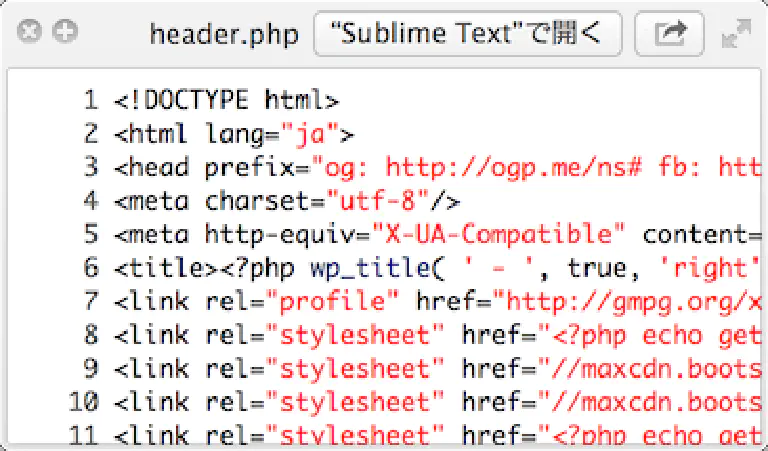 header.php “Sublime Text”で開く
1 <!DOCTYPE html>
2 <html lang="ja">
3 <head prefix="og: http://ogp.me/ns# fb: htt
4 <meta charset="utf-8"/>
5 <meta http-equiv="X-UA-Compatible" content=
6 <title><?php wp_title( ' - ', true, 'right'
7 <link rel="profile" href="http://gmpg.org/x
8 <link rel="stylesheet" href="<?php echo get
9 <link rel="stylesheet" href="//maxcdn.boots
10 <link rel="stylesheet" href="//maxcdn.boots
11 <link rel="stylesheet" href="<?php echo get